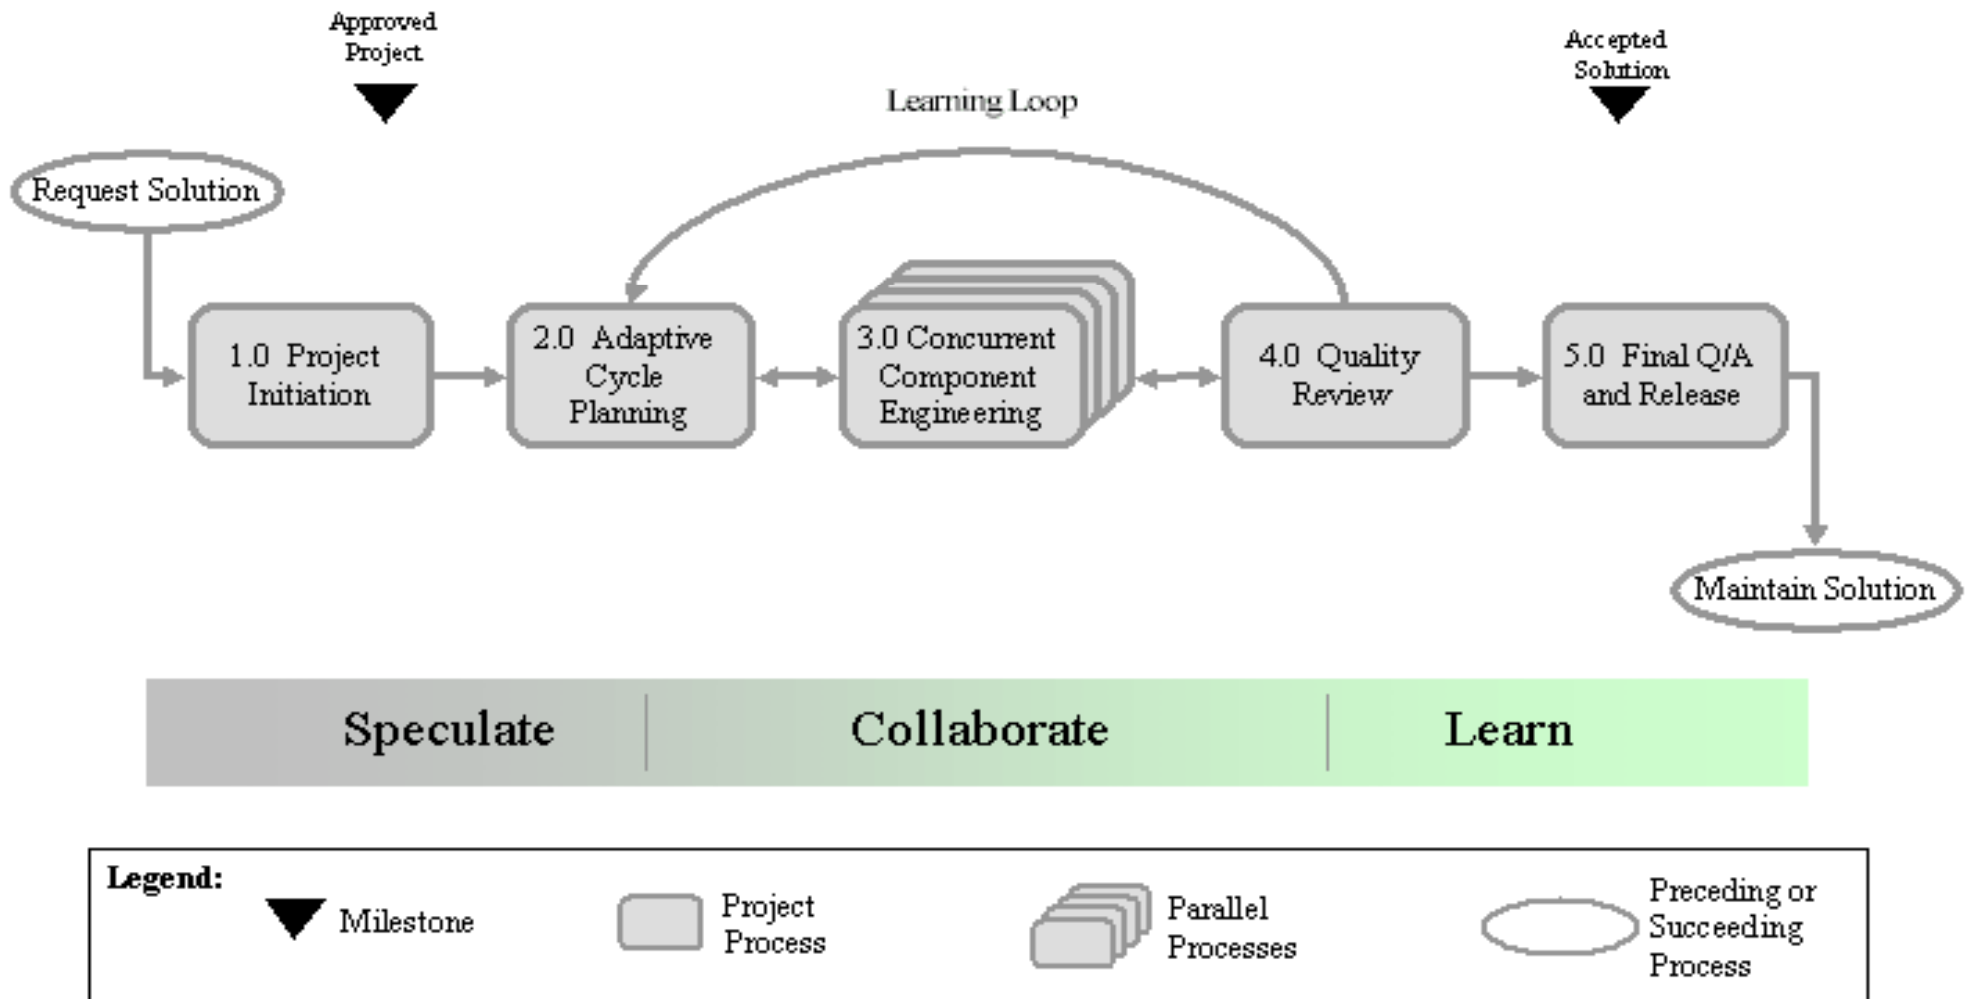 Approved
Project
Accepted
Solution
Learning Loop
Request Solution
1.0 Project
Initiation
2.0 Adaptive
Cycle
Planning
3.0 Concurrent
Component
Engineering
4.0 Quality
Review
5.0 Final Q/A
and Release
Maintain Solution
Speculate
Collaborate
Learn
Legend:
Milestone
Project
Process
Parallel
Processes
Preceding or
Succeeding
Process